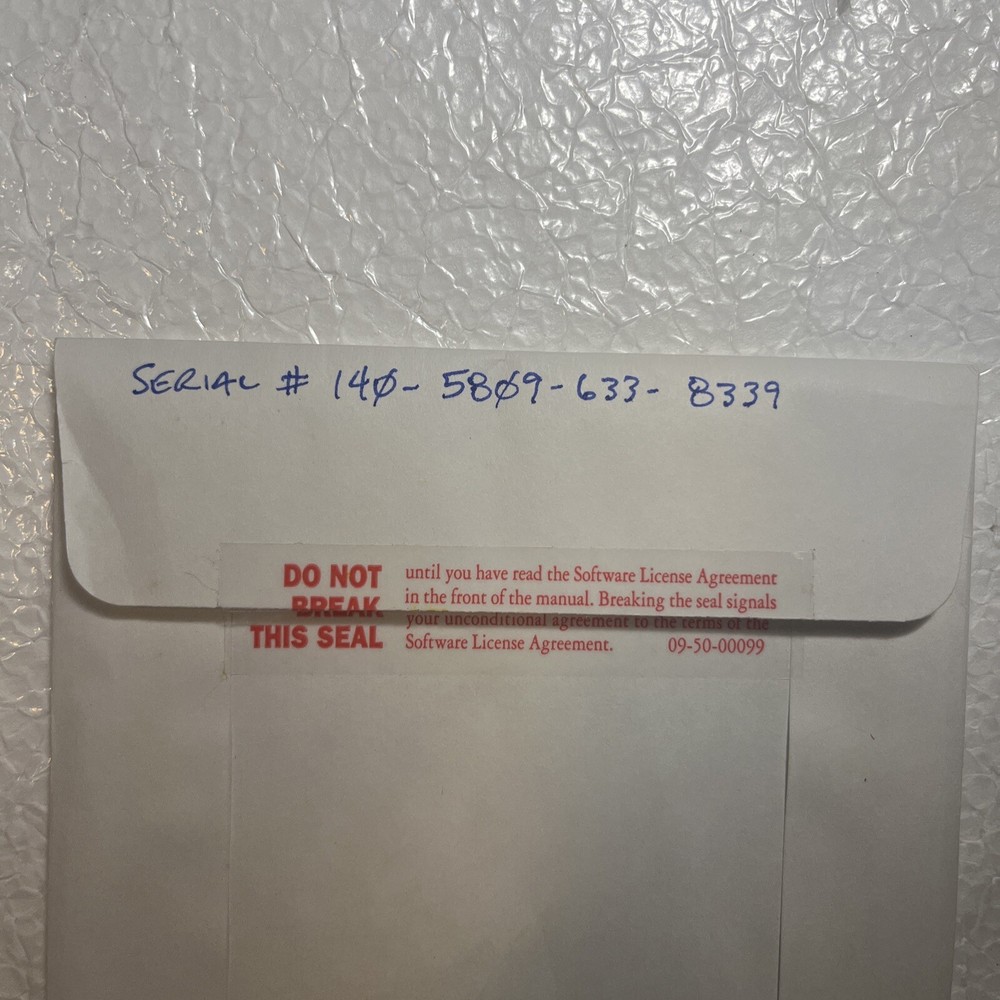 SERIAL # 140- 5809-633- 8339
DO NOT
BREAK
THIS SEAL
until you have read the Software License Agreement
in the front of the manual. Breaking the seal signals
your unconditional agreement to the terms of the
Software License Agreement. 09-50-00099